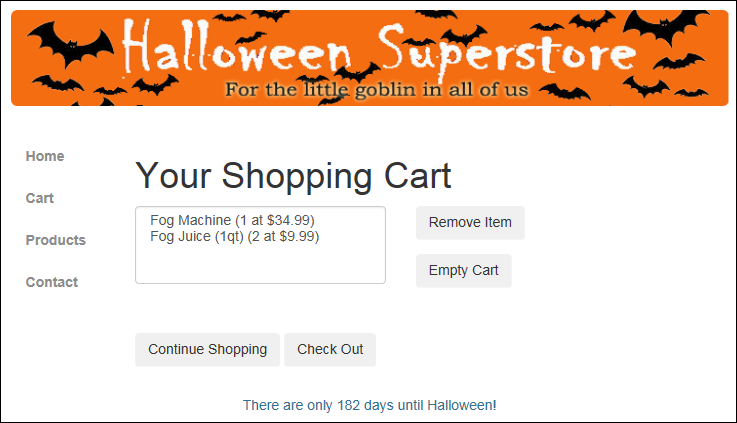 Halloween Superstore
For the little goblin in all of us
Home
Cart
Products
Contact
Your Shopping Cart
Fog Machine (1 at $34.99)
Fog Juice (1qt) (2 at $9.99)
Remove Item
Empty Cart
Continue Shopping
Check Out
There are only 182 days until Halloween!